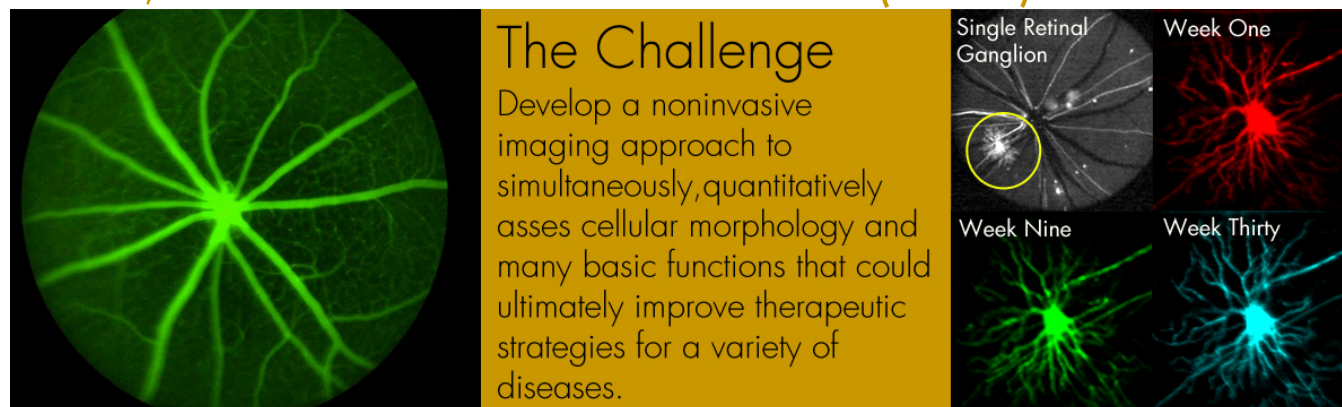 The Challenge
Develop a noninvasive
imaging approach to
simultaneously,quantitatively
asses cellular morphology and
many basic functions that could
ultimately improve therapeutic
strategies for a variety of
diseases.
Single Retinal
Ganglion
Week One
Week Nine
Week Thirty